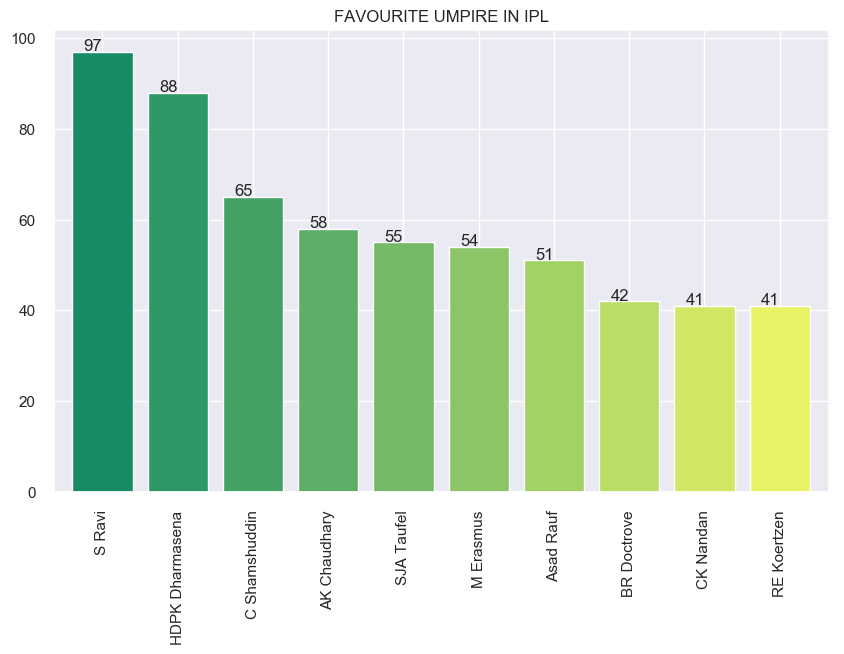 FAVOURITE UMPIRE IN IPL
100
80
60
40
20
0
97
88
65
58
55
54
51
42
41
41
S Ravi
HDPK Dharmasena
C Shamshuddin
AK Chaudhary
SJA Taufel
M Erasmus
Asad Rauf
BR Doctrove
CK Nandan
RE Koertzen